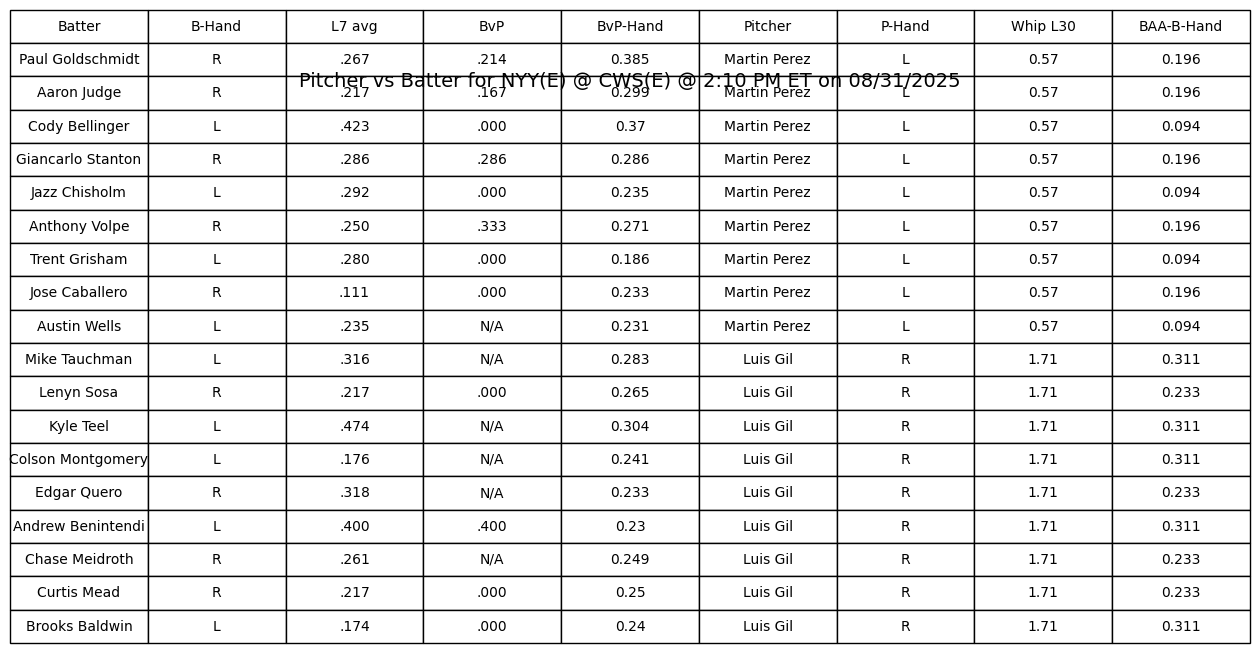 Batter B-Hand L7 avg BvP BvP-Hand Pitcher P-Hand Whip L30 BAA-B-Hand
Paul Goldschmidt R .267 .214 0.385 Martin Perez L 0.57 0.196
Pitcher vs Batter for NYY(E) @ CWS(E) @ 2:10 PM ET on 08/31/2025
Aaron Judge R .217 .167 0.299 Martin Perez L 0.57 0.196
Cody Bellinger L .423 .000 0.37 Martin Perez L 0.57 0.094
Giancarlo Stanton R .286 .286 0.286 Martin Perez L 0.57 0.196
Jazz Chisholm L .292 .000 0.235 Martin Perez L 0.57 0.094
Anthony Volpe R .250 .333 0.271 Martin Perez L 0.57 0.196
Trent Grisham L .280 .000 0.186 Martin Perez L 0.57 0.094
Jose Caballero R .111 .000 0.233 Martin Perez L 0.57 0.196
Austin Wells L .235 N/A 0.231 Martin Perez L 0.57 0.094
Mike Tauchman L .316 N/A 0.283 Luis Gil R 1.71 0.311
Lenyn Sosa R .217 .000 0.265 Luis Gil R 1.71 0.233
Kyle Teel L .474 N/A 0.304 Luis Gil R 1.71 0.311
Colson Montgomery L .176 N/A 0.241 Luis Gil R 1.71 0.311
Edgar Quero R .318 N/A 0.233 Luis Gil R 1.71 0.233
Andrew Benintendi L .400 .400 0.23 Luis Gil R 1.71 0.311
Chase Meidroth R .261 N/A 0.249 Luis Gil R 1.71 0.233
Curtis Mead R .217 .000 0.25 Luis Gil R 1.71 0.233
Brooks Baldwin L .174 .000 0.24 Luis Gil R 1.71 0.311